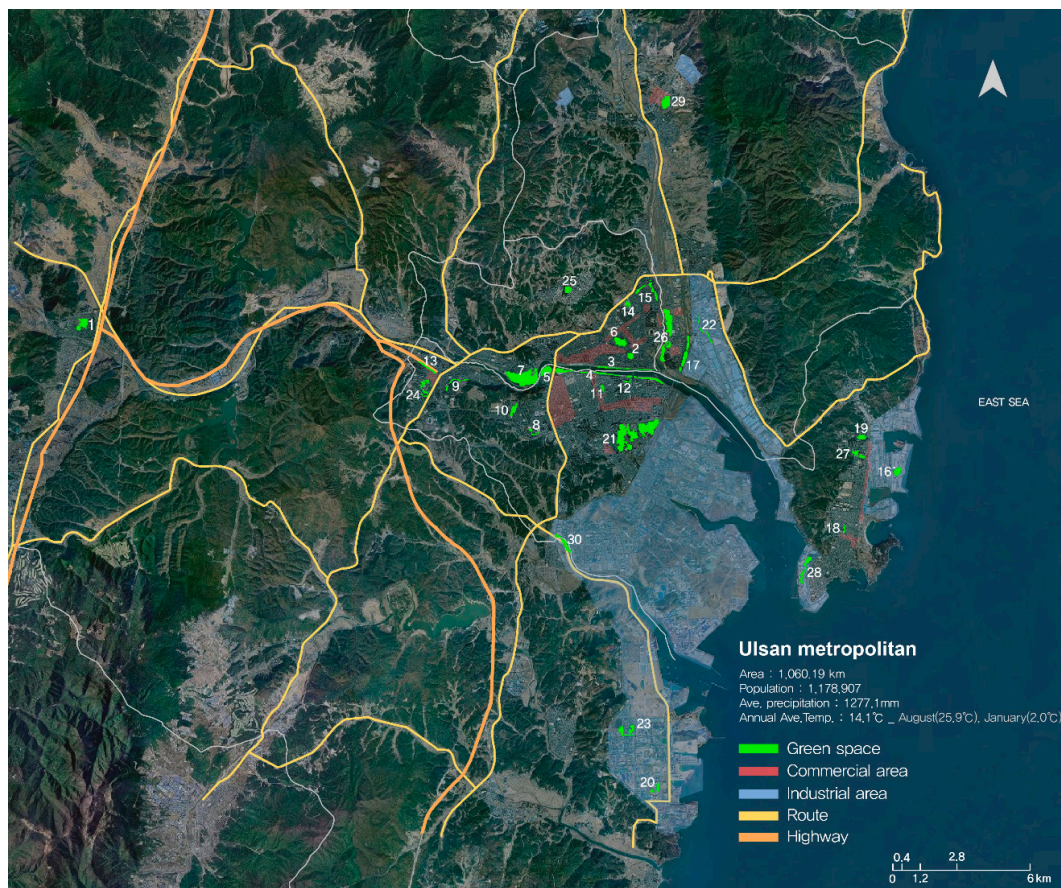 29
25
15
14
6
26
22
2
1
3
17
13
7
5
4
12
9
24
11
10
EAST SEA
8
21
19
27
16
18
30
28
Ulsan metropolitan
Area : 1,060.19 km
Population : 1,178,907
Ave. precipitation : 1277.1mm
Annual Ave.Temp. : 14.1℃ _ August(25.9℃), January(2.0℃)
23
Green space
Commercial area
20
Industrial area
Route
Highway
0.4 2.8
0 1.2 6 km